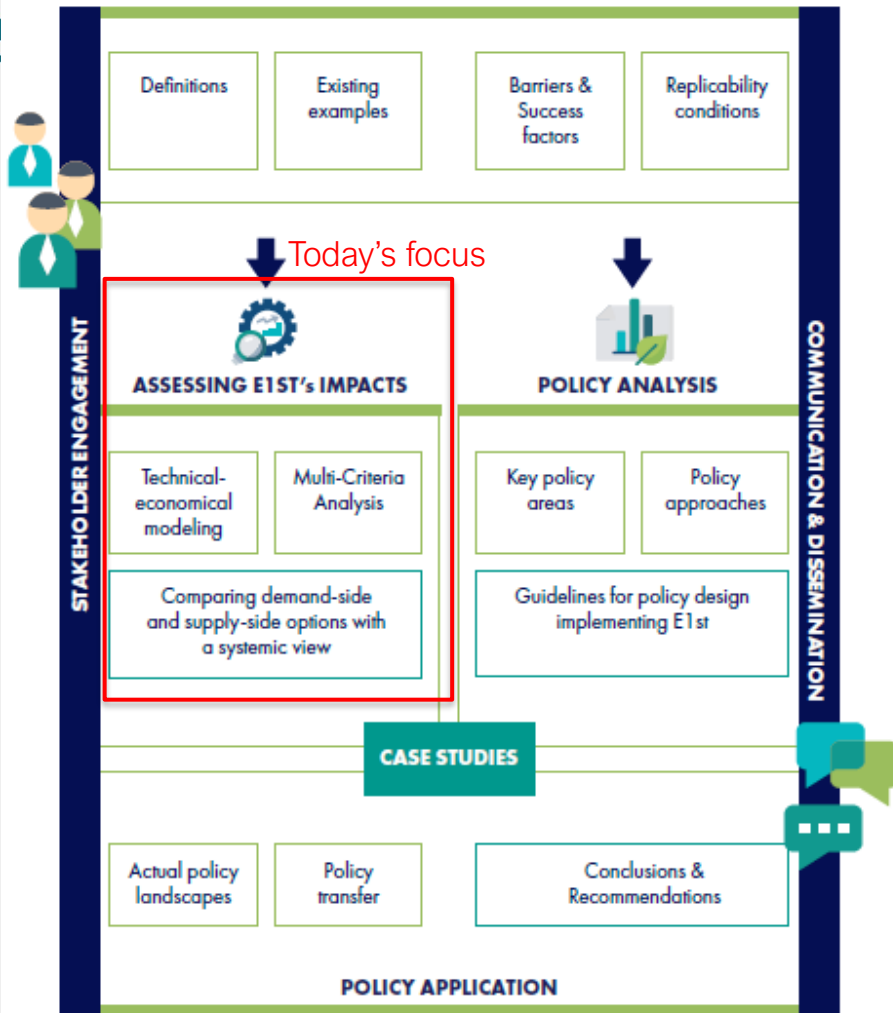 Definitions
Existing
examples
Barriers &
Success
factors
Replicability
conditions
Today's focus
STAKEHOLDER ENGAGEMENT
COMMUNICATION & DISSEMINATION
ASSESSING E1ST's IMPACTS
POLICY ANALYSIS
Technical-
economical
modeling
Multi-Criteria
Analysis
Key policy
areas
Policy
approaches
Comparing demand-side
and supply-side options with
a systemic view
Guidelines for policy design
implementing E1st
CASE STUDIES
Actual policy
landscapes
Policy
transfer
Conclusions &
Recommendations
POLICY APPLICATION